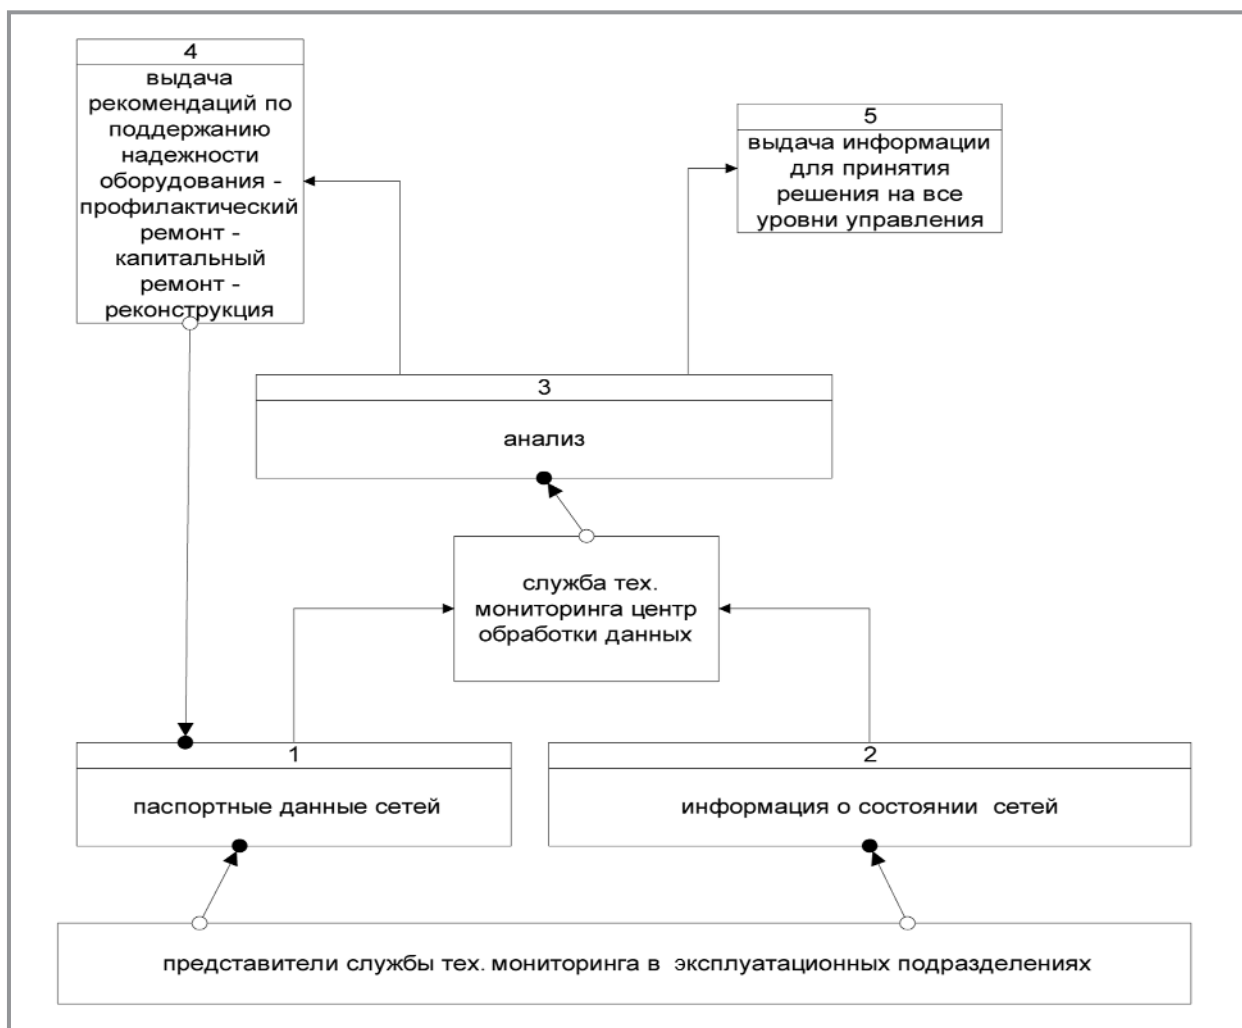 4
выдача
рекомендаций по
поддержанию
надежности
оборудования -
профилактический
ремонт -
капитальный
ремонт -
реконструкция
5
выдача информации
для принятия
решения на все
уровни управления
3
анализ
служба тех.
мониторинга центр
обработки данных
1
паспортные данные сетей
2
информация о состоянии сетей
представители службы тех. мониторинга в эксплуатационных подразделениях